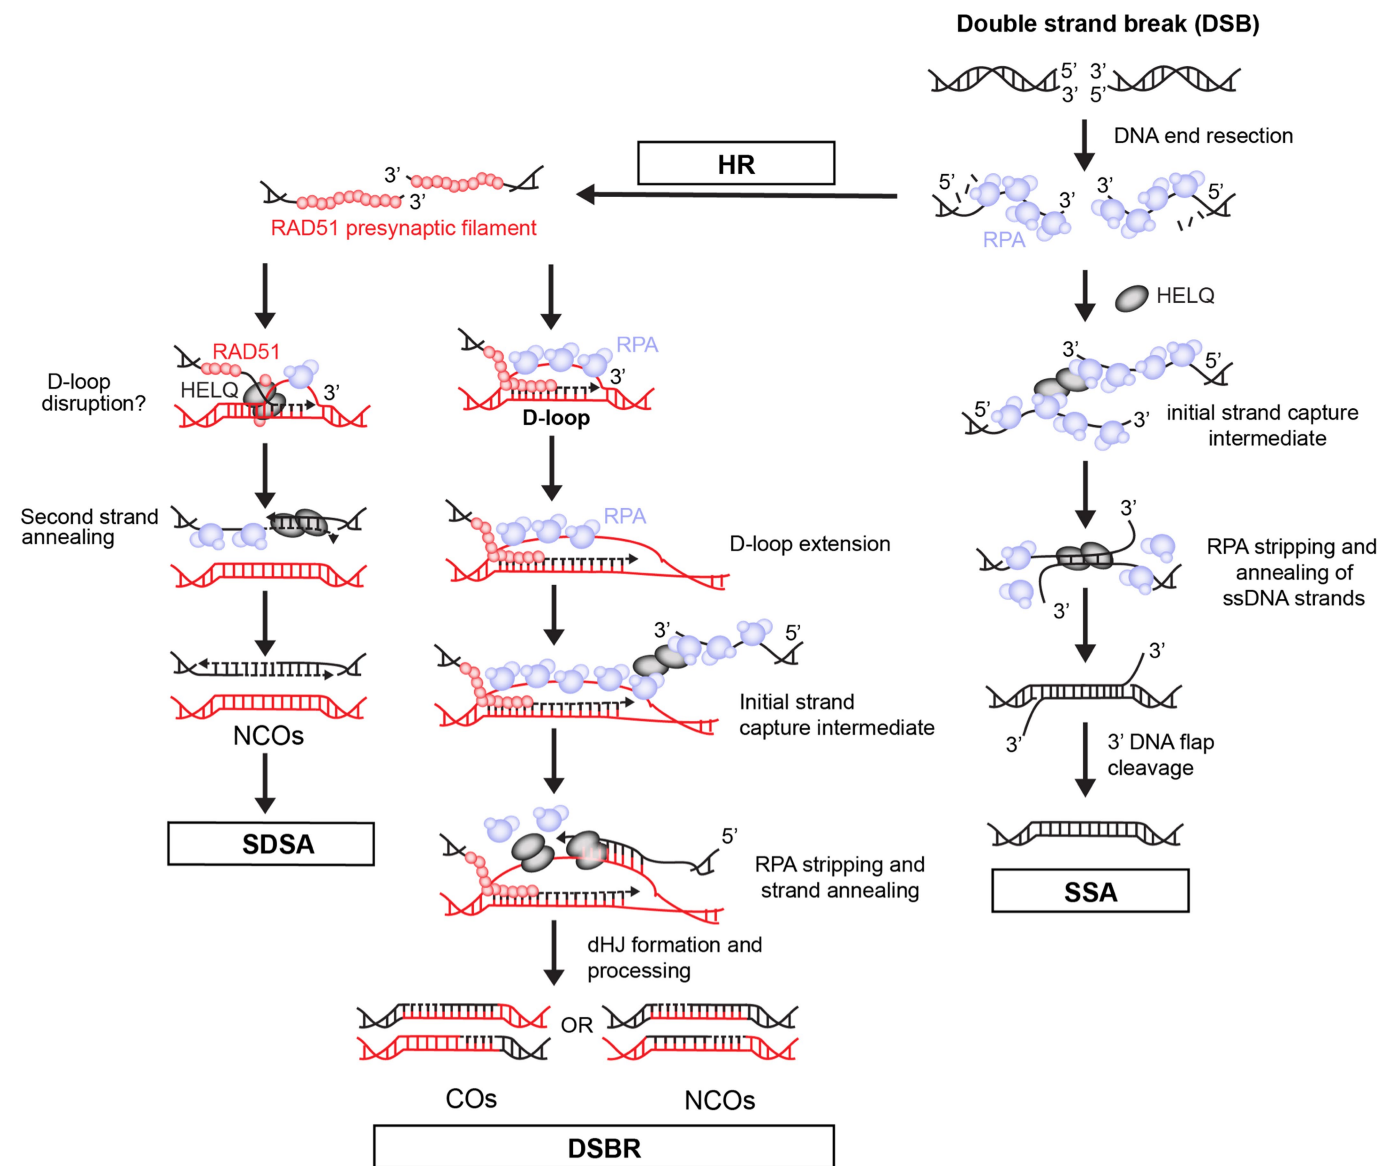 Double strand break (DSB)
5’ 3’
3’ 5’
DNA end resection
HR
3’
3’
RAD51 presynaptic filament
5’
3’
3’
5’
RPA
HELQ
RAD51
HELQ
3’
D-loop
disruption?
RPA
3’
D-loop
3’
5’
5’
3’
initial strand capture
intermediate
Second strand
annealing
RPA
D-loop extension
3’
3’
RPA stripping and
annealing of
ssDNA strands
NCOs
3’
5’
Initial strand
capture intermediate
3’
3’
3’ DNA flap
cleavage
SDSA
5’
RPA stripping and
strand annealing
SSA
dHJ formation and
processing
OR
COs
NCOs
DSBR